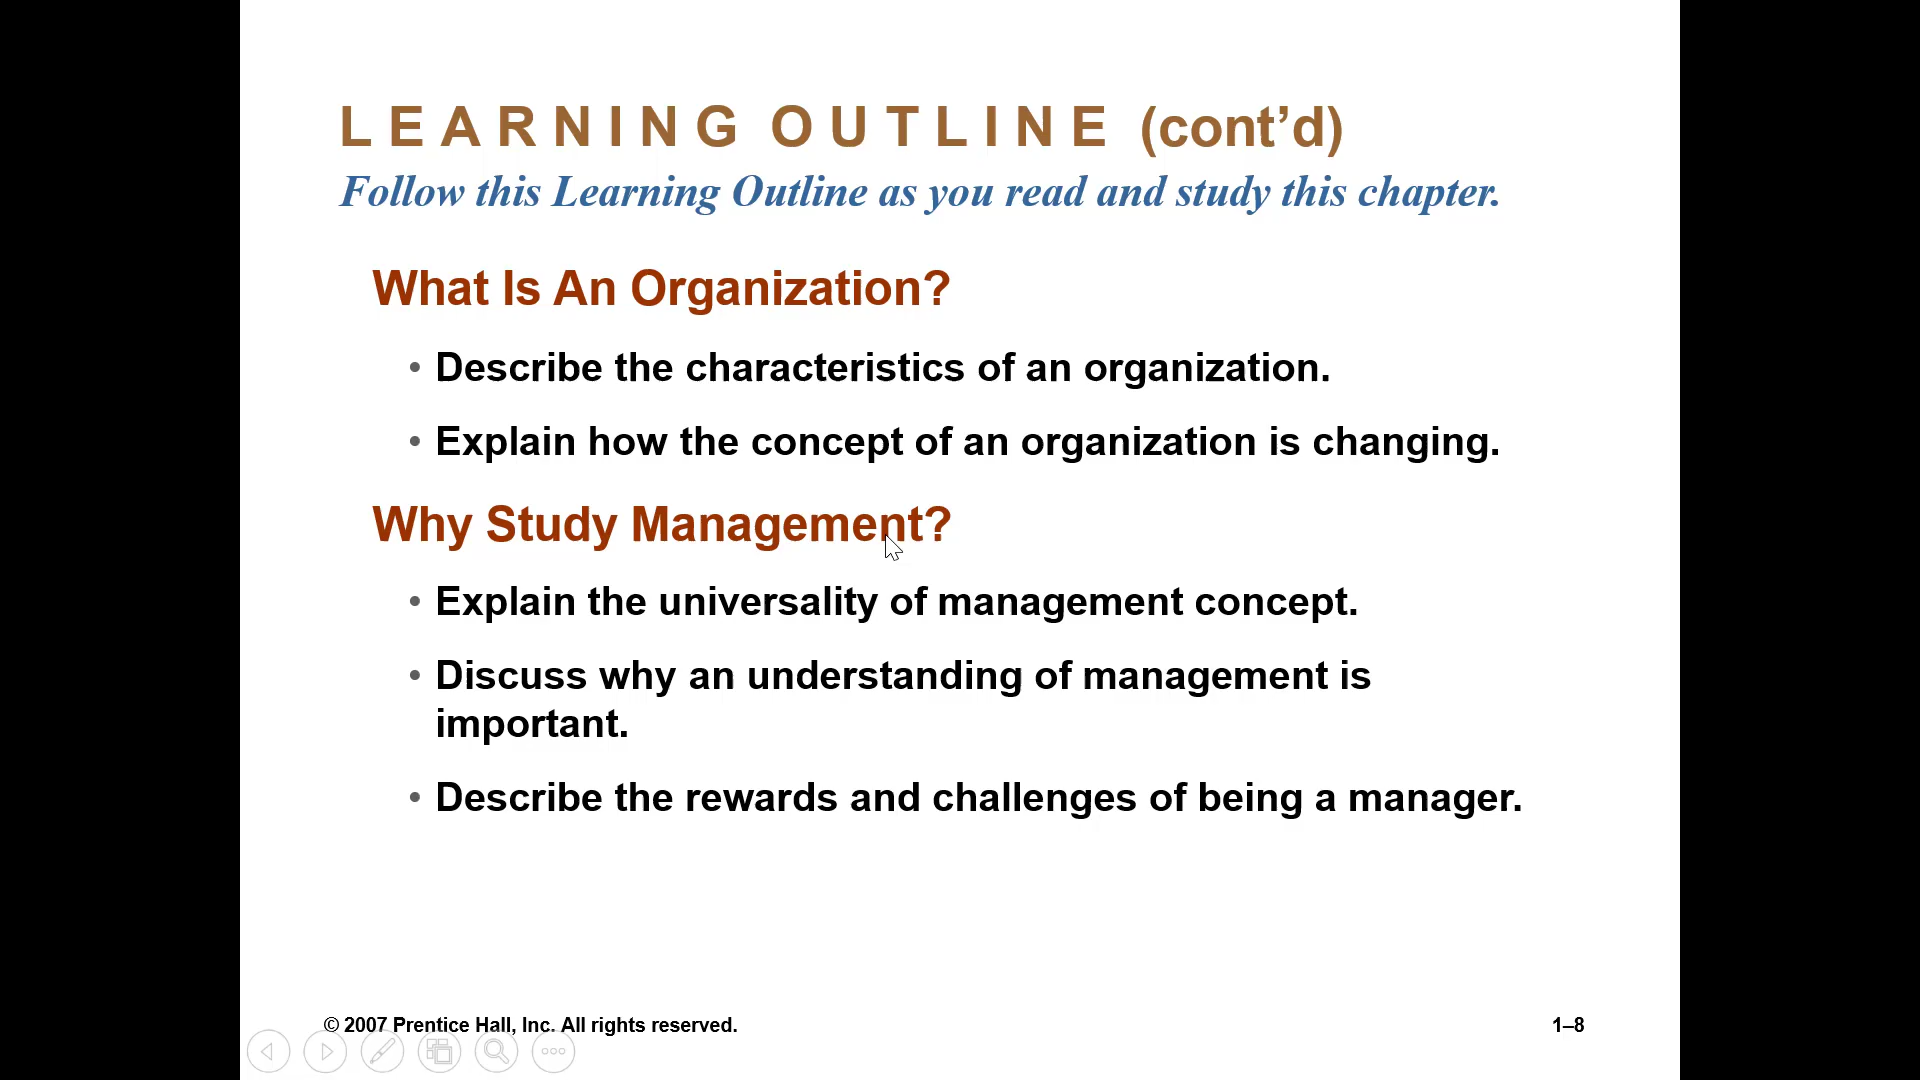 L E A R N I N G  O U T L I N E (cont’d)
Follow this Learning Outline as you read and study this chapter.
What Is An Organization?
• Describe the characteristics of an organization.
• Explain how the concept of an organization is changing.
Why Study Management?
• Explain the universality of management concept.
• Discuss why an understanding of management is
important.
• Describe the rewards and challenges of being a manager.
© 2007 Prentice Hall, Inc. All rights reserved.
1–8